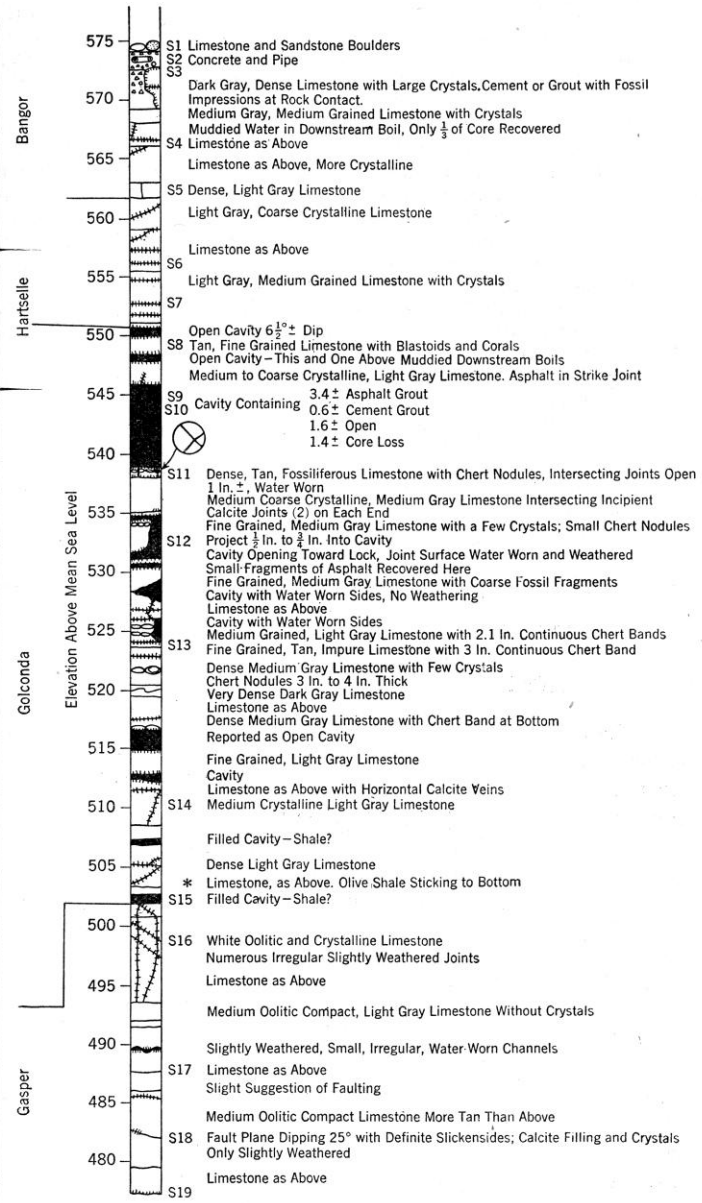 575
S1 Limestone and Sandstone Boulders
S2 Concrete and Pipe
S3
Dark Gray, Dense Limestone with Large Crystals. Cement or Grout with Fossil
570
Impressions at Rock Contact.
Medium Gray, Medium Grained Limestone with Crystals
Muddied Water in Downstream Boil, Only 1/3 of Core Recovered
S4 Limestone as Above
565
Limestone as Above, More Crystalline
Bangor
S5 Dense, Light Gray Limestone
560
Light Gray, Coarse Crystalline Limestone
Limestone as Above
S6
555
Light Gray, Medium Grained Limestone with Crystals
S7
Hartselle
550
Open Cavity 6½°± Dip
S8 Tan, Fine Grained Limestone with Blastoids and Corals
Open Cavity – This and One Above Muddied Downstream Boils
Medium to Coarse Crystalline, Light Gray Limestone. Asphalt in Strike Joint
545
S9
S10 Cavity Containing
3.4± Asphalt Grout
0.6± Cement Grout
1.6± Open
1.4± Core Loss
540
S11 Dense, Tan, Fossiliferous Limestone with Chert Nodules, Intersecting Joints Open
1 In.±, Water Worn
Medium Coarse Crystalline, Medium Gray Limestone Intersecting Incipient
535
Calcite Joints (2) on Each End
Fine Grained, Medium Gray Limestone with a Few Crystals; Small Chert Nodules
S12 Project ½ In. to ¾ In. Into Cavity
Cavity Opening Toward Lock, Joint Surface Water Worn and Weathered
530
Small Fragments of Asphalt Recovered Here
Fine Grained, Medium Gray Limestone with Coarse Fossil Fragments
Cavity with Water Worn Sides, No Weathering
Limestone as Above
Cavity with Water Worn Sides
525
Medium Grained, Light Gray Limestone with 2.1 In. Continuous Chert Bands
S13 Fine Grained, Tan, Impure Limestone with 3 In. Continuous Chert Band
Dense Medium Gray Limestone with Few Crystals
Chert Nodules 3 In. to 4 In. Thick
520
Very Dense Dark Gray Limestone
Limestone as Above
Dense Medium Gray Limestone with Chert Band at Bottom
Reported as Open Cavity
515
Fine Grained, Light Gray Limestone
Cavity
Limestone as Above with Horizontal Calcite Veins
510
S14 Medium Crystalline Light Gray Limestone
Filled Cavity – Shale?
505
Dense Light Gray Limestone
* Limestone, as Above. Olive Shale Sticking to Bottom
S15 Filled Cavity – Shale?
Golconda
Elevation Above Mean Sea Level
500
S16 White Oolitic and Crystalline Limestone
Numerous Irregular Slightly Weathered Joints
495
Limestone as Above
Medium Oolitic Compact, Light Gray Limestone Without Crystals
490
Slightly Weathered, Small, Irregular, Water Worn Channels
S17 Limestone as Above
Slight Suggestion of Faulting
485
Medium Oolitic Compact Limestone More Tan Than Above
S18 Fault Plane Dipping 25° with Definite Slickensides; Calcite Filling and Crystals
480
Only Slightly Weathered
Limestone as Above
S19
Gasper